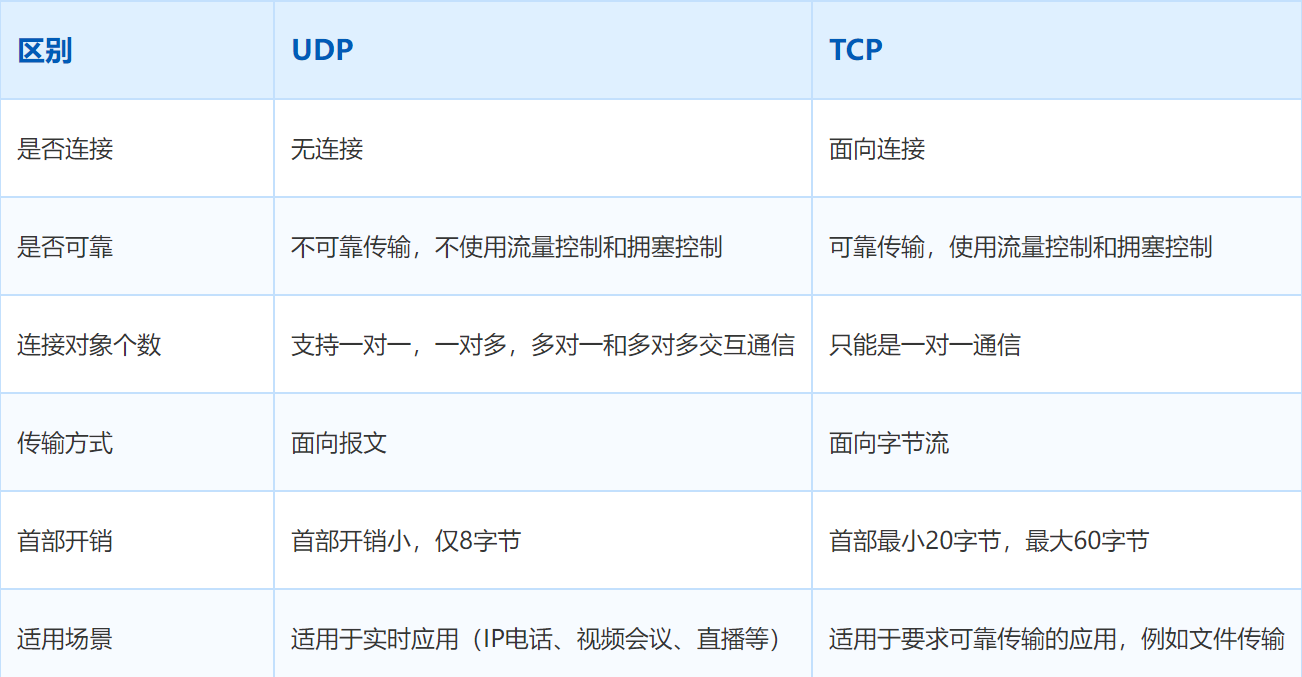 区别 UDP TCP
是否连接 无连接 面向连接
是否可靠 不可靠传输，不使用流量控制和拥塞控制 可靠传输，使用流量控制和拥塞控制
连接对象个数 支持一对一，一对多，多对一和多对多交互通信 只能是一对一通信
传输方式 面向报文 面向字节流
首部开销 首部开销小，仅8字节 首部最小20字节，最大60字节
适用场景 适用于实时应用（IP电话、视频会议、直播等） 适用于要求可靠传输的应用，例如文件传输